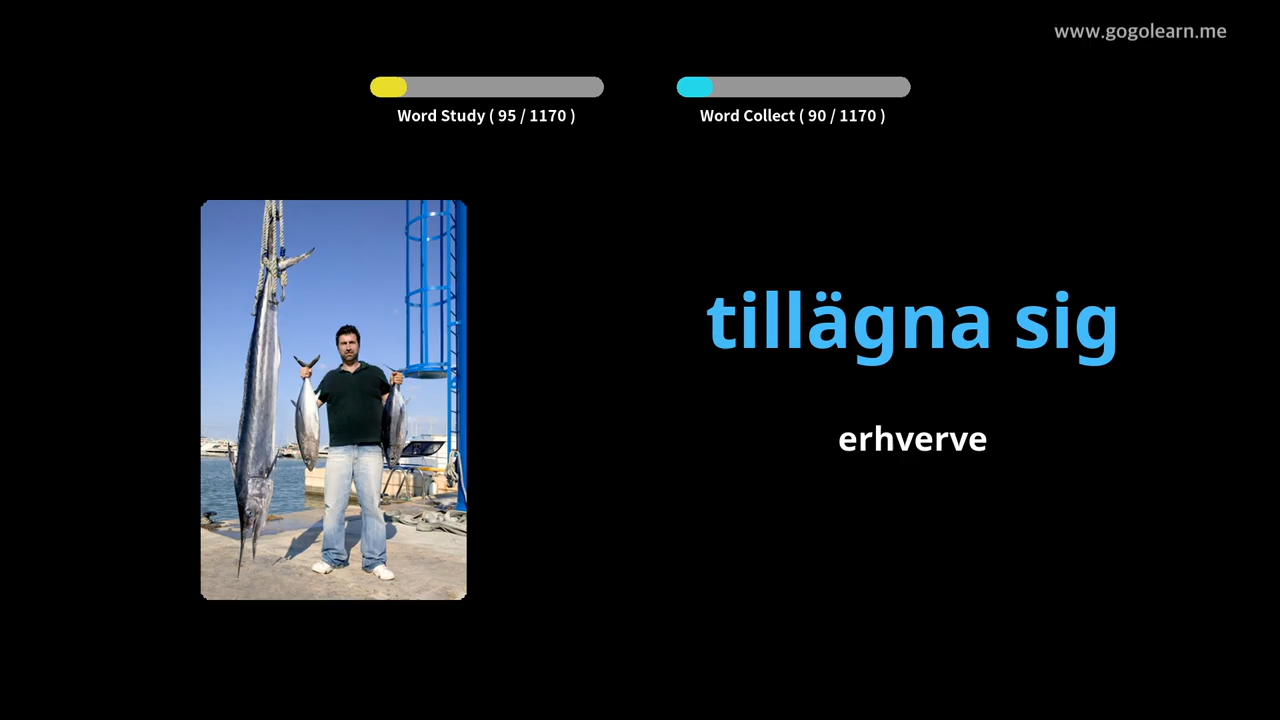 www.gogolearn.me
Word Study ( 95 / 1170 )
Word Collect ( 90 / 1170 )
tillägna sig
erhverve